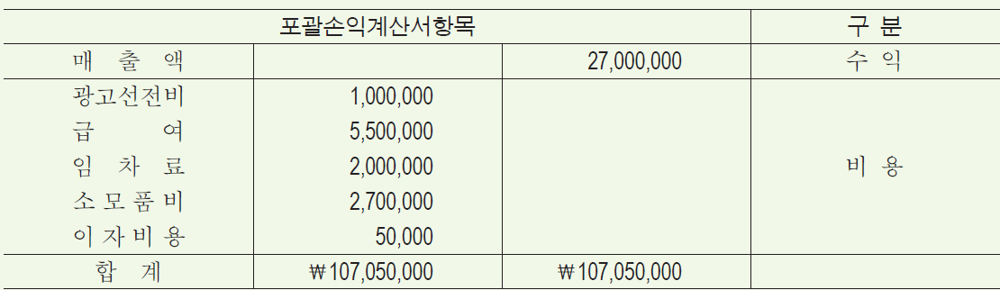 포괄손익계산서항목 구 분
매 출 액 27,000,000 수 익
광고선전비 1,000,000
급 여 5,500,000
임 차 료 2,000,000 비 용
소 모 품 비 2,700,000
이 자 비 용 50,000
합 계 ₩107,050,000 ₩107,050,000